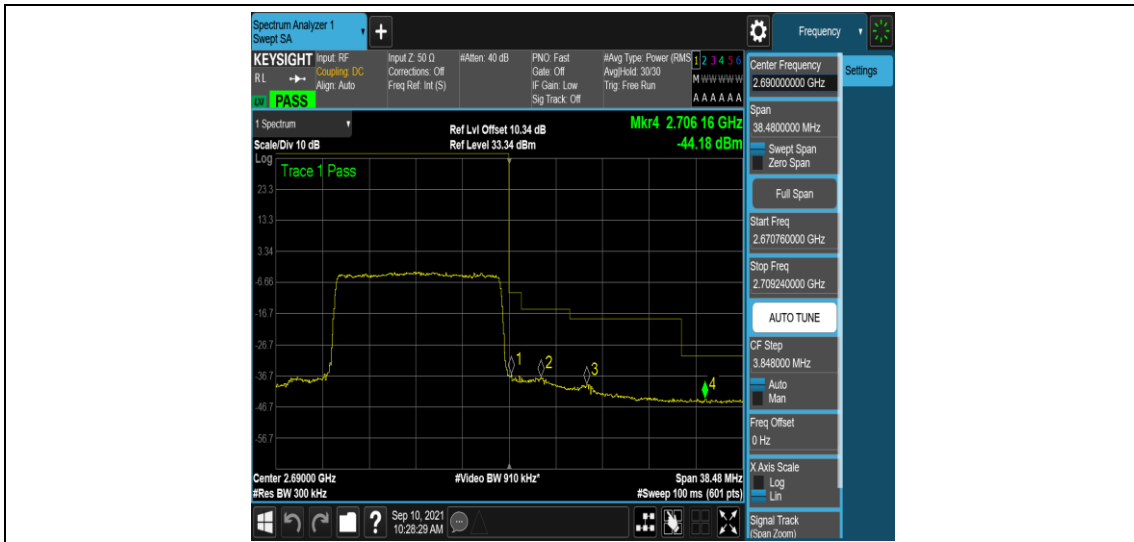 Spectrum Analyzer 1
Swept SA
+
Frequency
KEYSIGHT
RL
LXI
PASS
Input: RF
Coupling: DC
Align: Auto
Input Z: 50 Ω
Corrections: Off
Freq Ref: Int (S)
#Atten: 40 dB
PNO: Fast
Gate: Off
IF Gain: Low
Sig Track: Off
#Avg Type: Power (RMS
Avg|Hold: 30/30
Trig: Free Run
1 2 3 4 5 6
M W W W W W
A A A A A A
1 Spectrum
Scale/Div 10 dB
Ref Lvl Offset 10.34 dB
Ref Level 33.34 dBm
Mkr4 2.706 16 GHz
-44.18 dBm
Log
Trace 1 Pass
23.3
13.3
3.34
-6.66
-16.7
-26.7
-36.7
-46.7
-56.7
1
2
3
4
Center 2.69000 GHz
#Res BW 300 kHz
#Video BW 910 kHz*
Span 38.48 MHz
#Sweep 100 ms (601 pts)
Center Frequency
2.690000000 GHz
Settings
Span
38.4800000 MHz
Swept Span
Zero Span
Full Span
Start Freq
2.670760000 GHz
Stop Freq
2.709240000 GHz
AUTO TUNE
CF Step
3.848000 MHz
Auto
Man
Freq Offset
0 Hz
X Axis Scale
Log
Lin
Signal Track
(Span Zoom)
?
Sep 10, 2021
10:28:29 AM